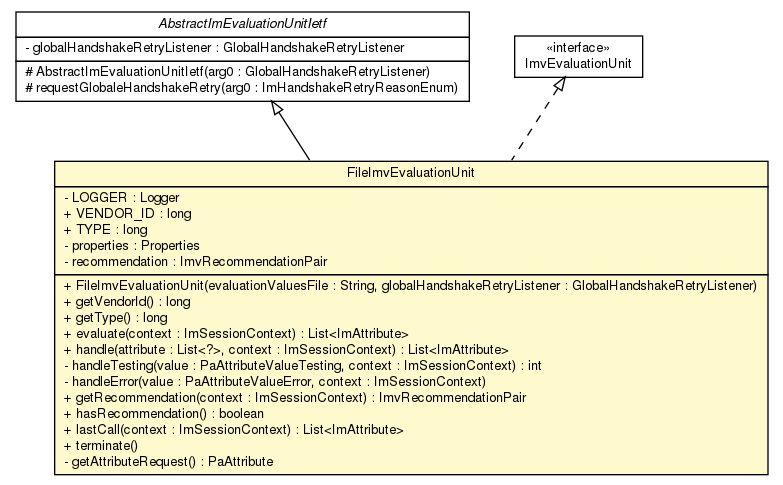 AbstractImEvaluationUnitIetf
- globalHandshakeRetryListener : GlobalHandshakeRetryListener
# AbstractImEvaluationUnitIetf(arg0 : GlobalHandshakeRetryListener)
# requestGlobaleHandshakeRetry(arg0 : ImHandshakeRetryReasonEnum)
«interface»
ImvEvaluationUnit
FileImvEvaluationUnit
- LOGGER : Logger
+ VENDOR_ID : long
+ TYPE : long
- properties : Properties
- recommendation : ImvRecommendationPair
+ FileImvEvaluationUnit(evaluationValuesFile : String, globalHandshakeRetryListener : GlobalHandshakeRetryListener)
+ getVendorId() : long
+ getType() : long
+ evaluate(context : ImSessionContext) : List<ImAttribute>
+ handle(attribute : List<?>, context : ImSessionContext) : List<ImAttribute>
- handleTesting(value : PaAttributeValueTesting, context : ImSessionContext) : int
- handleError(value : PaAttributeValueError, context : ImSessionContext)
+ getRecommendation(context : ImSessionContext) : ImvRecommendationPair
+ hasRecommendation() : boolean
+ lastCall(context : ImSessionContext) : List<ImAttribute>
+ terminate()
- getAttributeRequest() : PaAttribute